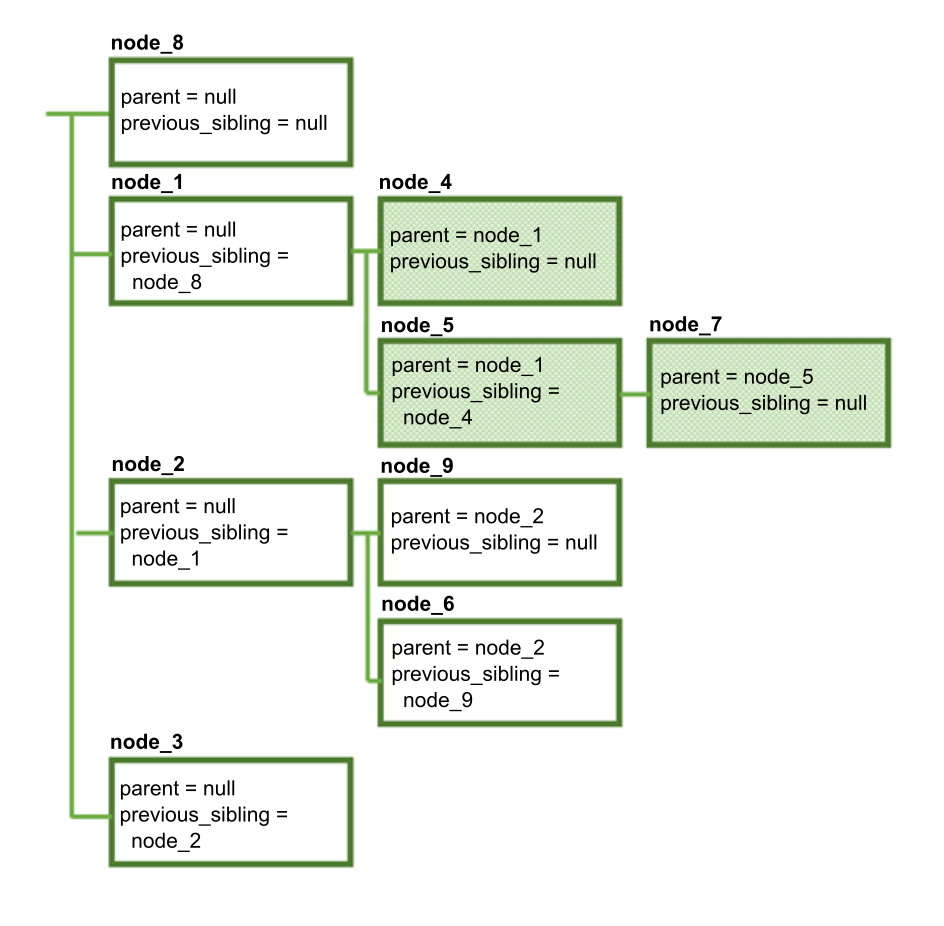 node_8
parent = null
previous_sibling = null
node_1
parent = null
previous_sibling =
node_8
node_4
parent = node_1
previous_sibling = null
node_5
parent = node_1
previous_sibling =
node_4
node_7
parent = node_5
previous_sibling = null
node_2
parent = null
previous_sibling =
node_1
node_9
parent = node_2
previous_sibling = null
node_6
parent = node_2
previous_sibling =
node_9
node_3
parent = null
previous_sibling =
node_2